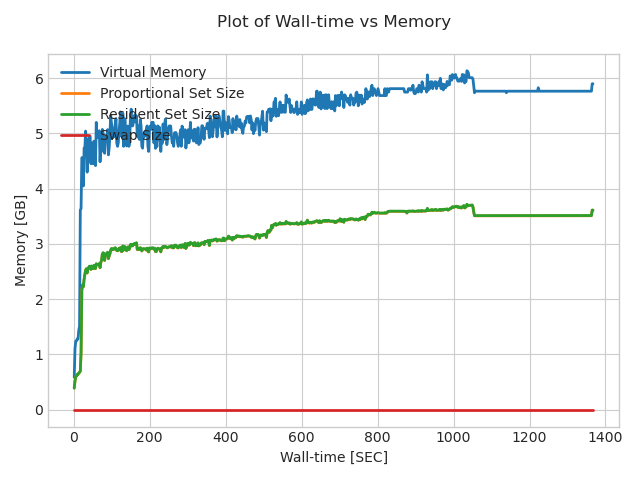 Plot of Wall-time vs Memory
Virtual Memory
Proportional Set Size
Resident Set Size
Swap Size
Memory [GB]
6
5
4
3
2
1
0
0 200 400 600 800 1000 1200 1400
Wall-time [SEC]